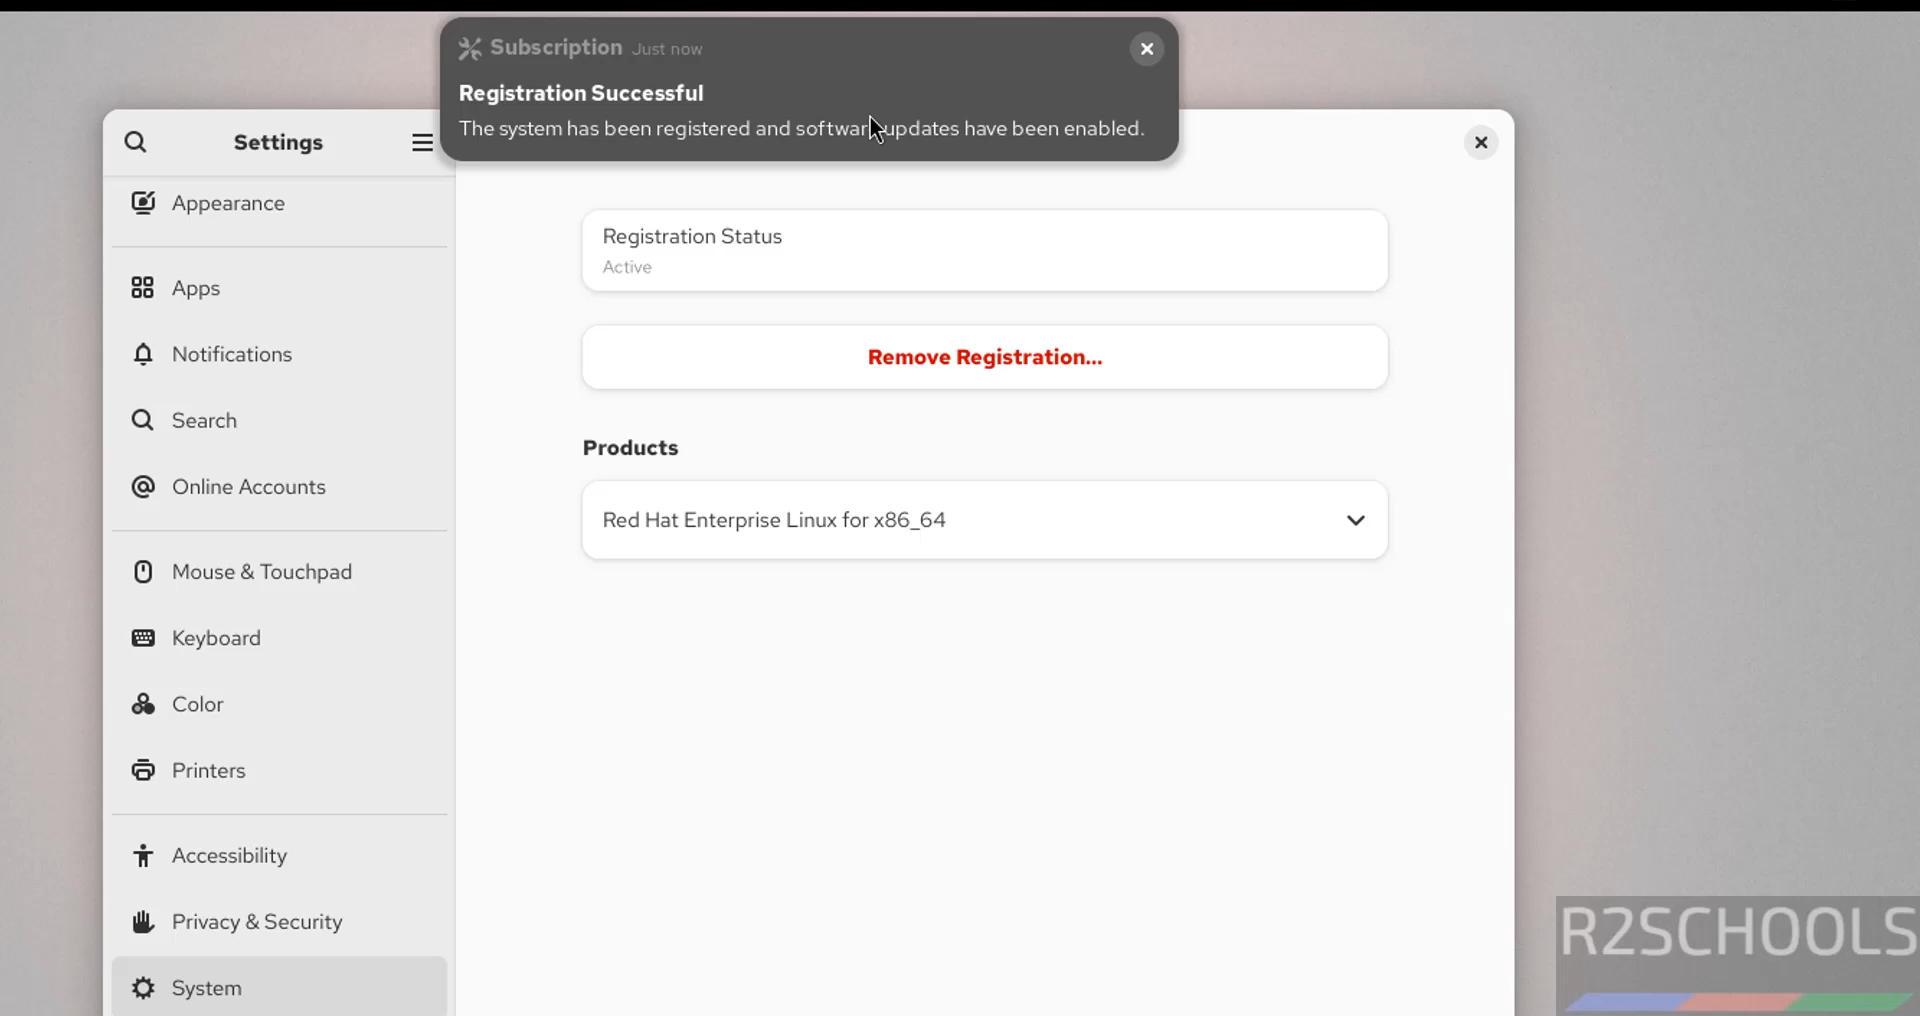 Subscription Just now
Registration Successful
The system has been registered and software updates have been enabled.
Settings
Appearance
Apps
Notifications
Search
Online Accounts
Mouse & Touchpad
Keyboard
Color
Printers
Accessibility
Privacy & Security
System
Registration Status
Active
Remove Registration...
Products
Red Hat Enterprise Linux for x86_64
R2SCHOOLS